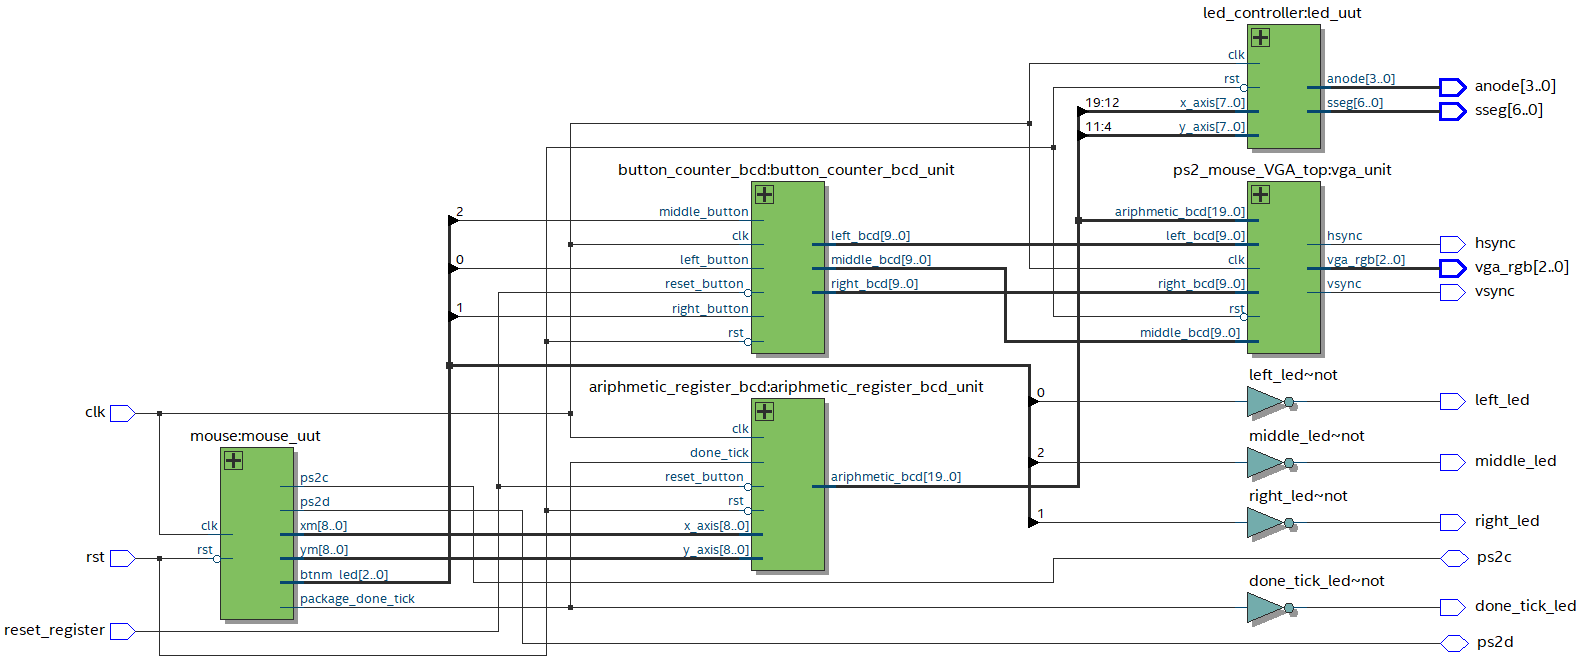 led_controller:led_uut
clk
rst
anode[3..0]
anode[3..0]
19:12
x_axis[7..0]
sseg[6..0]
sseg[6..0]
11:4
y_axis[7..0]
button_counter_bcd:button_counter_bcd_unit
ps2_mouse_VGA_top:vga_unit
2
middle_button
ariphmetic_bcd[19..0]
clk
left_bcd[9..0]
left_bcd[9..0]
hsync
hsync
0
left_button
middle_bcd[9..0]
clk
vga_rgb[2..0]
vga_rgb[2..0]
reset_button
right_bcd[9..0]
right_bcd[9..0]
vsync
vsync
1
right_button
rst
rst
middle_bcd[9..0]
left_led~not
ariphmetic_register_bcd:ariphmetic_register_bcd_unit
0
left_led
clk
clk
mouse:mouse_uut
middle_led~not
done_tick
2
middle_led
ps2c
reset_button
ariphmetic_bcd[19..0]
right_led~not
ps2d
rst
1
right_led
clk
xm[8..0]
x_axis[8..0]
rst
rst
ym[8..0]
y_axis[8..0]
ps2c
btnm_led[2..0]
done_tick_led~not
package_done_tick
done_tick_led
reset_register
ps2d